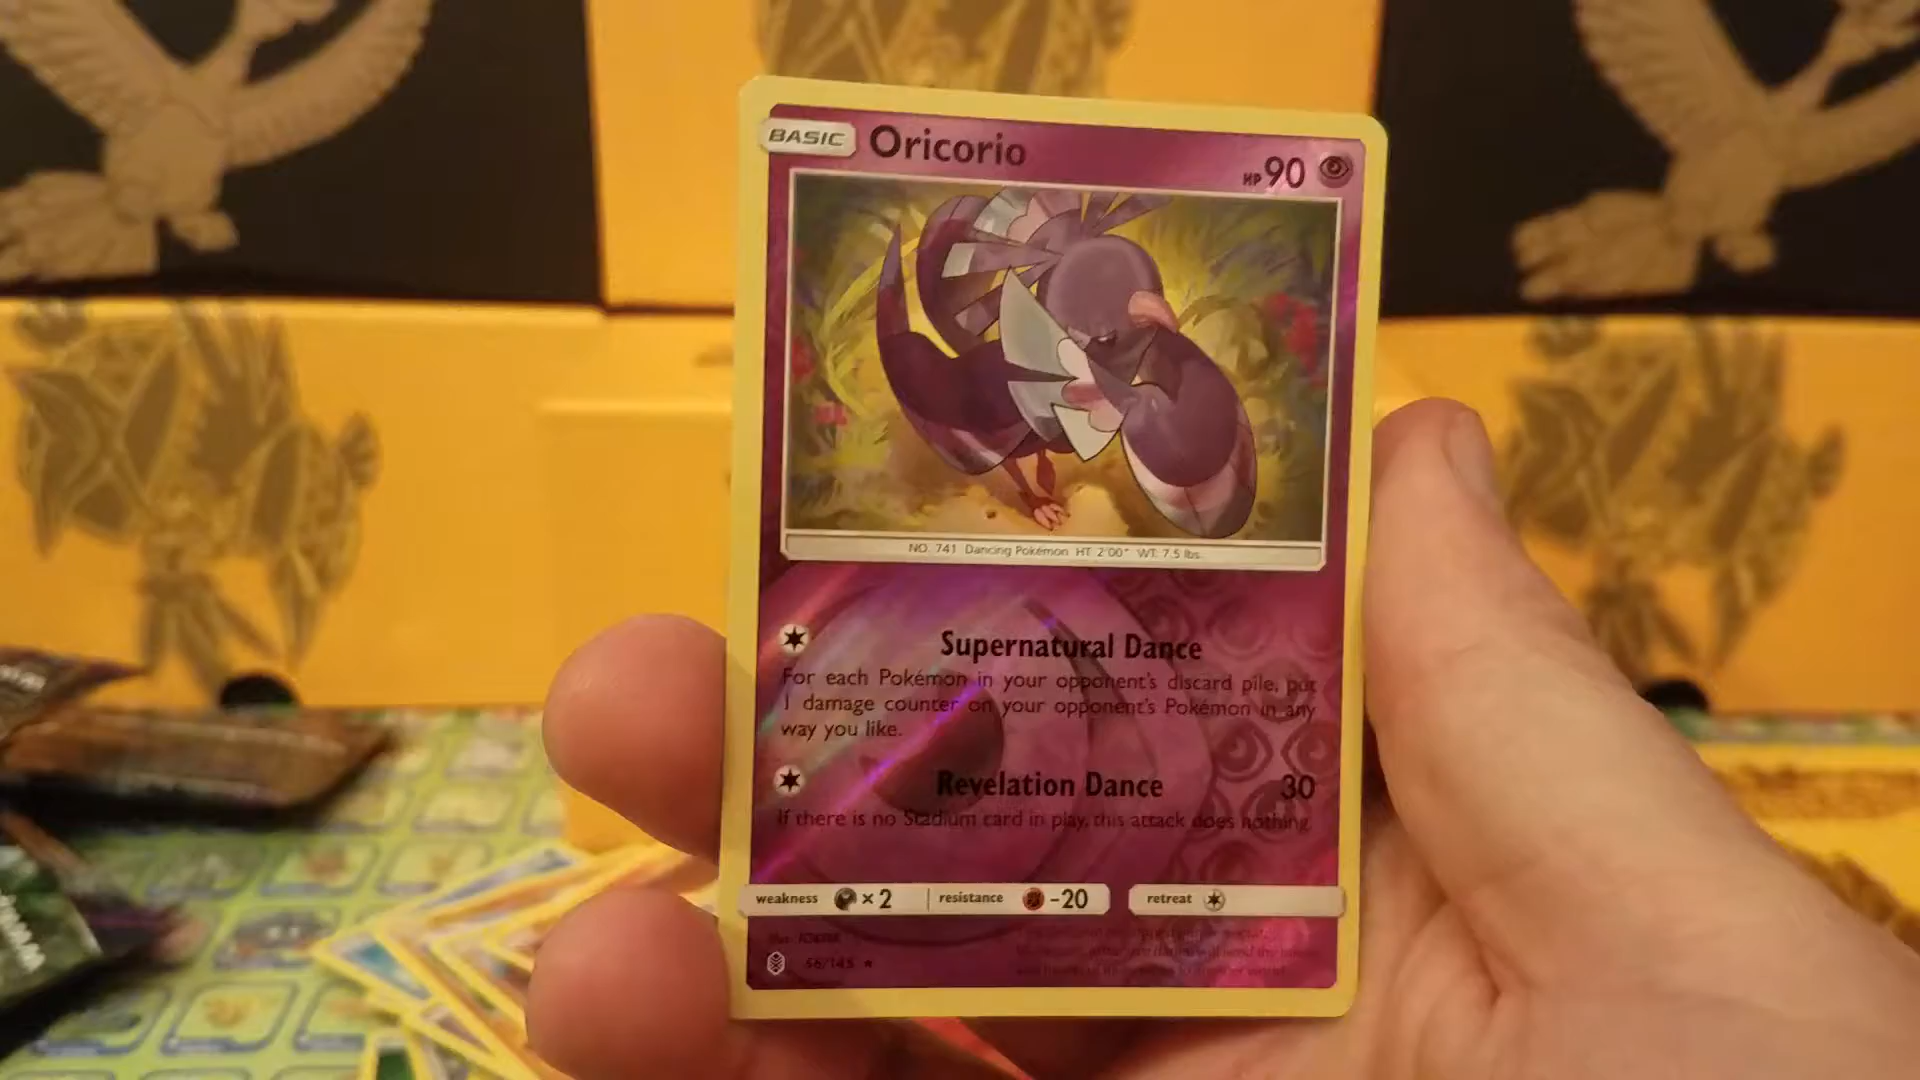 BASIC Oricorio HP 90
NO. 741 Dancing Pokémon HT 2'00" WT 7.5 lbs.
Supernatural Dance
For each Pokémon in your opponent's discard pile, put
1 damage counter on your opponent's Pokémon in any
way you like.
Revelation Dance 30
If there is no Stadium card in play, this attack does nothing.
weakness ×2 resistance -20 retreat
56/145